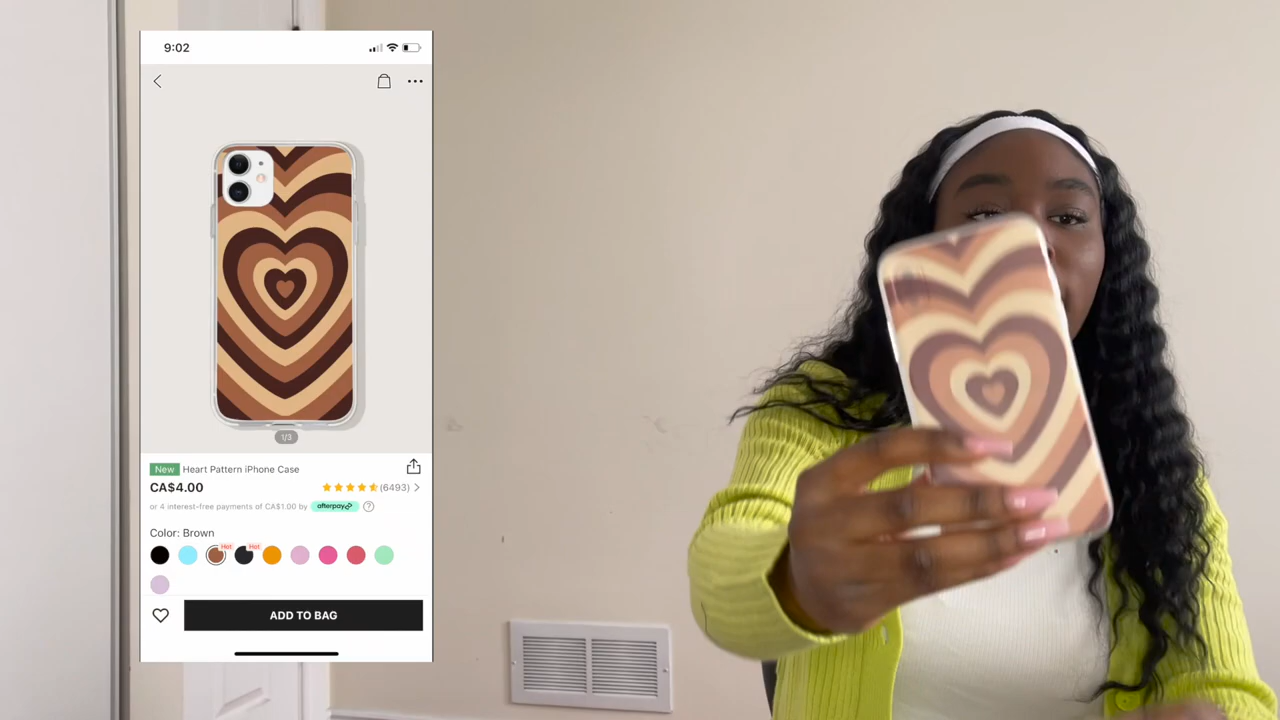 9:02
1/3
New Heart Pattern iPhone Case
CA$4.00 (6493)
or 4 interest-free payments of CA$1.00 by afterpay
Color: Brown
Hot Hot
ADD TO BAG